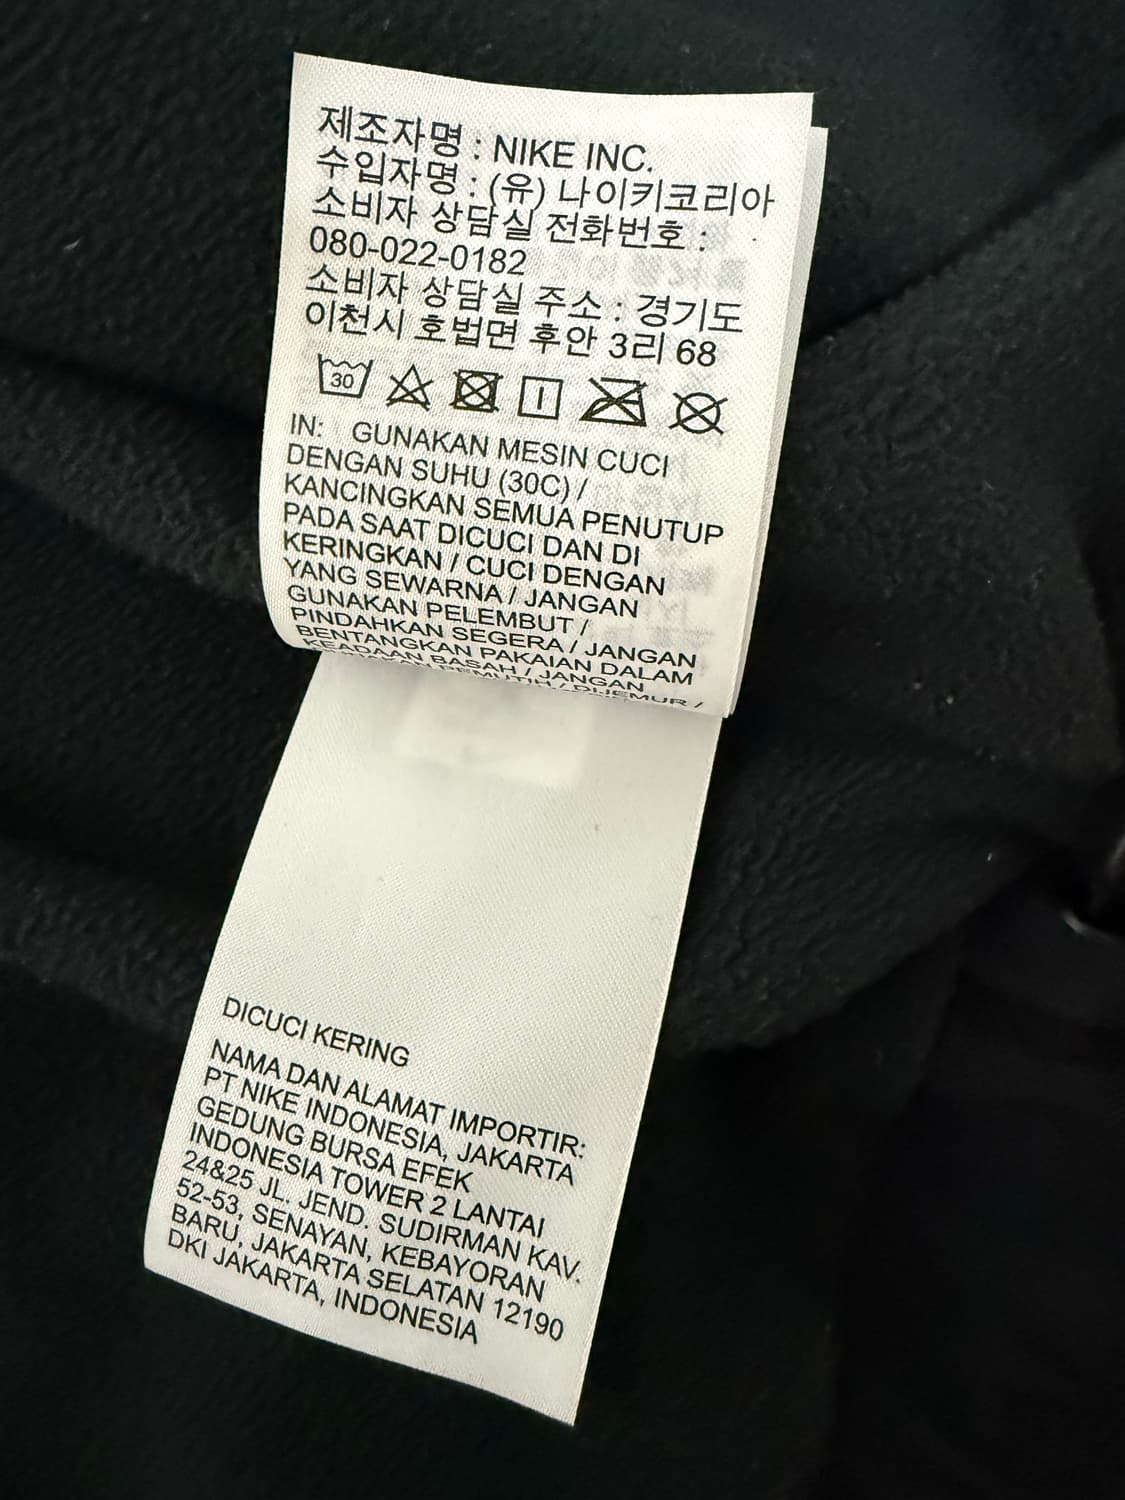 제조자명 : NIKE INC.
수입자명 : (유) 나이키코리아
소비자 상담실 전화번호 :
080-022-0182
소비자 상담실 주소 : 경기도
이천시 호법면 후안 3리 68
30
IN: GUNAKAN MESIN CUCI
DENGAN SUHU (30C) /
KANCINGKAN SEMUA PENUTUP
PADA SAAT DICUCI DAN DI
KERINGKAN / CUCI DENGAN
YANG SEWARNA / JANGAN
GUNAKAN PELEMBUT /
PINDAHKAN SEGERA / JANGAN
BENTANGKAN PAKAIAN DALAM
KEADAAN BASAH / JANGAN
PEMUTIH / DIJEMUR /
DICUCI KERING
NAMA DAN ALAMAT IMPORTIR:
PT NIKE INDONESIA, JAKARTA
GEDUNG BURSA EFEK
INDONESIA TOWER 2 LANTAI
24&25 JL. JEND. SUDIRMAN KAV.
52-53, SENAYAN, KEBAYORAN
BARU, JAKARTA SELATAN 12190
DKI JAKARTA, INDONESIA